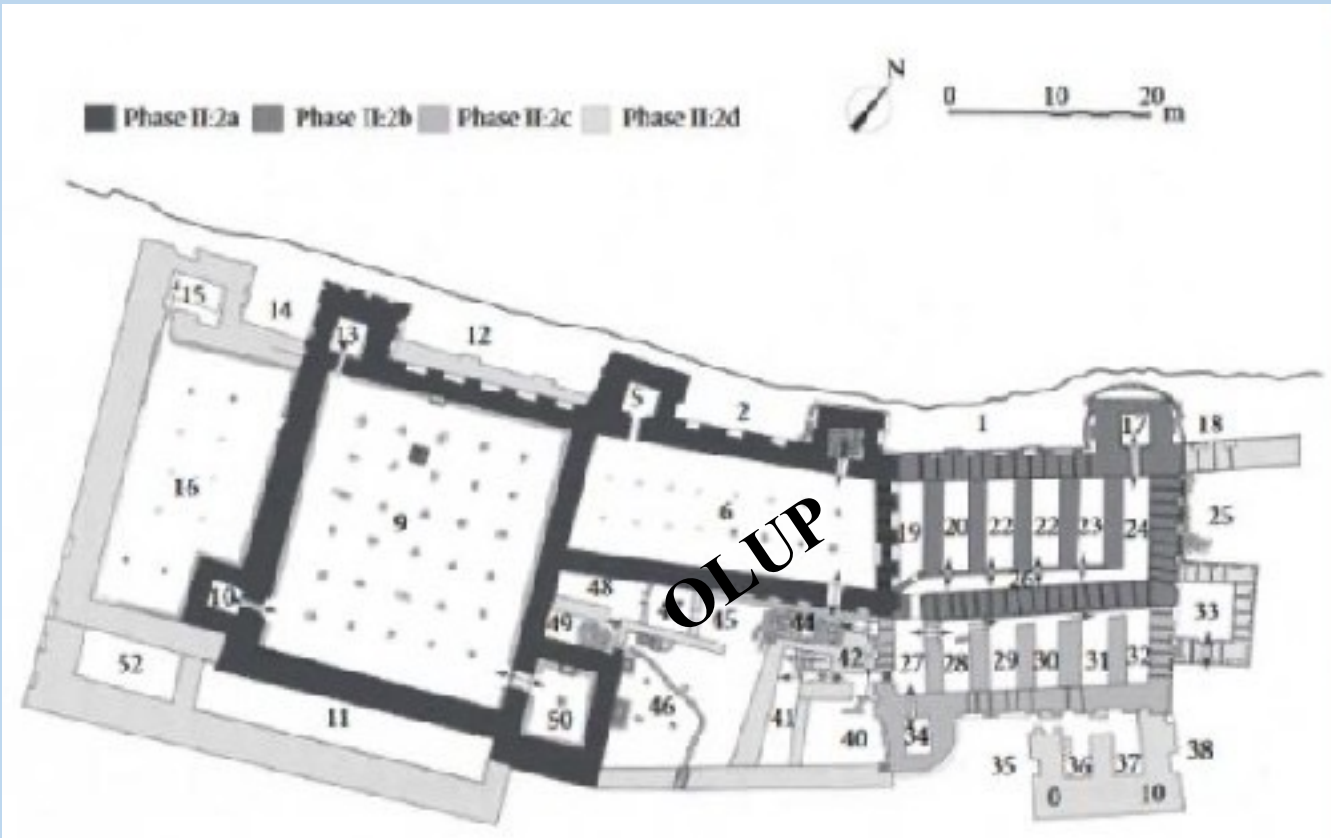 N
0 10 20 m
Phase II:2a Phase II:2b Phase II:2c Phase II:2d
15 14 13 12
5 2 1 17 18
16 9 6 19 20 22 22 23 24 25
OLUP
10 48 26
49 45 44 33
52 11 50 46 41 42 27 28 29 30 31 32
40 34 35 36 37 38
0 10